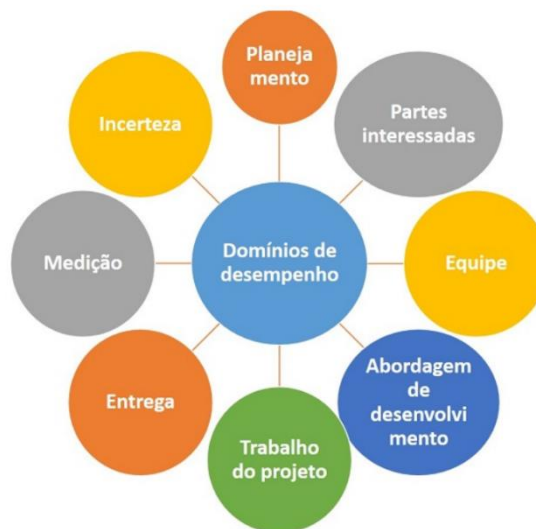 Planeja
mento
Partes
interessadas
Equipe
Abordagem
de
desenvolvi
mento
Trabalho
do projeto
Entrega
Medição
Incerteza
Domínios de
desempenho